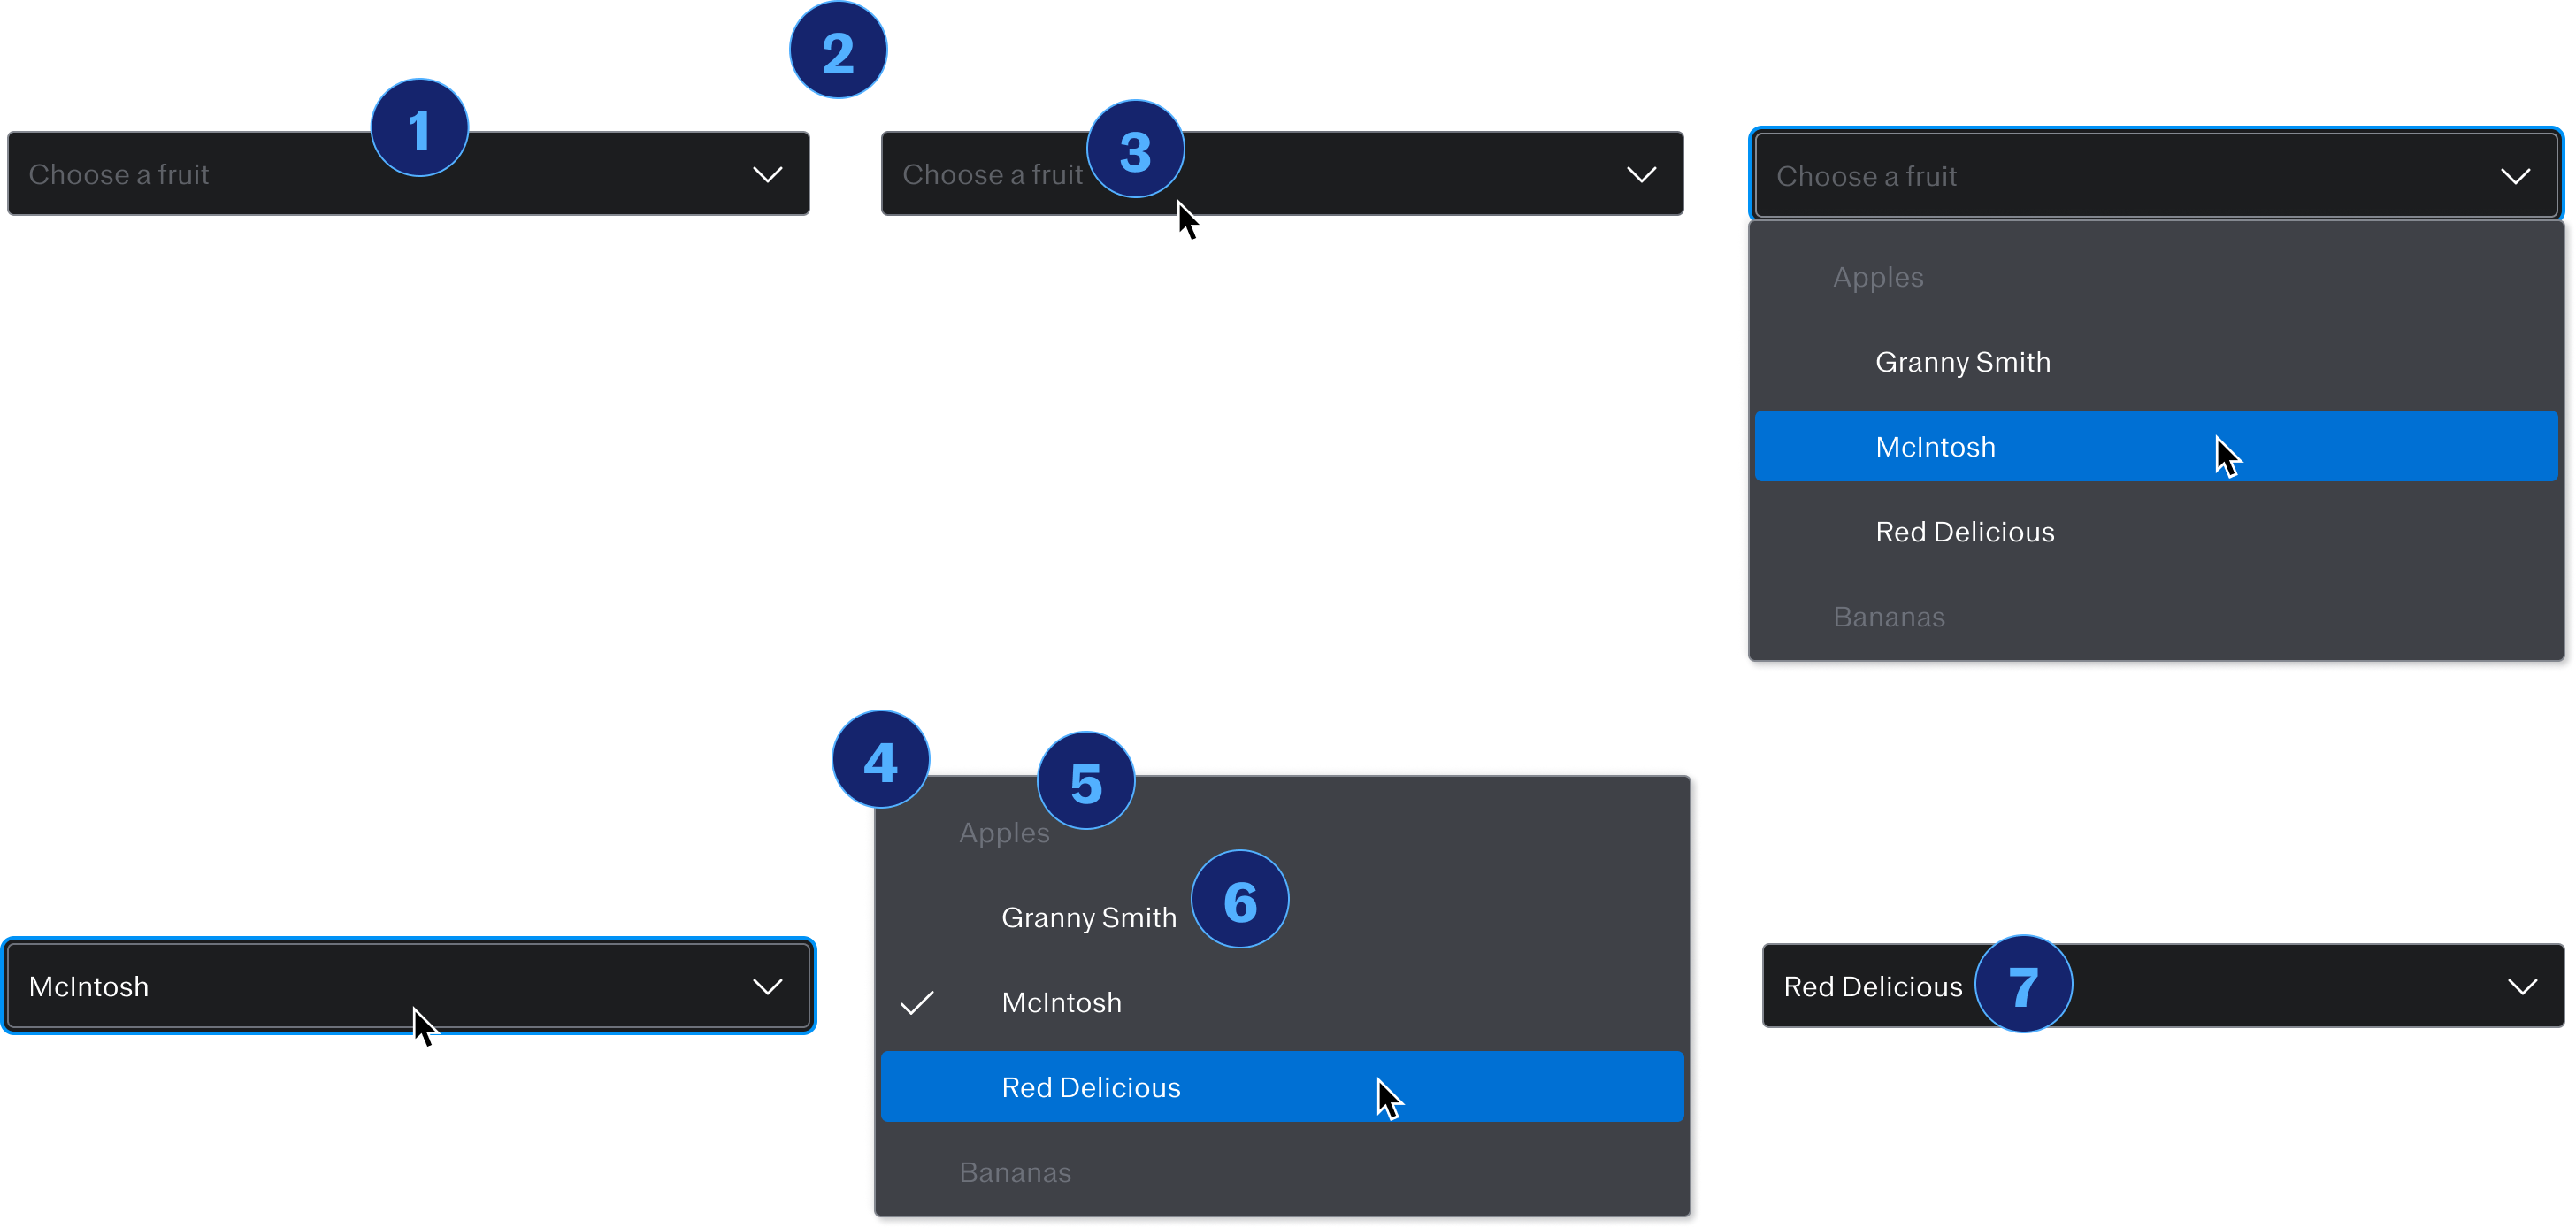 2
1
3
Choose a fruit
Choose a fruit
Choose a fruit
Apples
Granny Smith
McIntosh
Red Delicious
Bananas
4
5
Apples
6
Granny Smith
McIntosh
McIntosh
Red Delicious
Bananas
Red Delicious
7